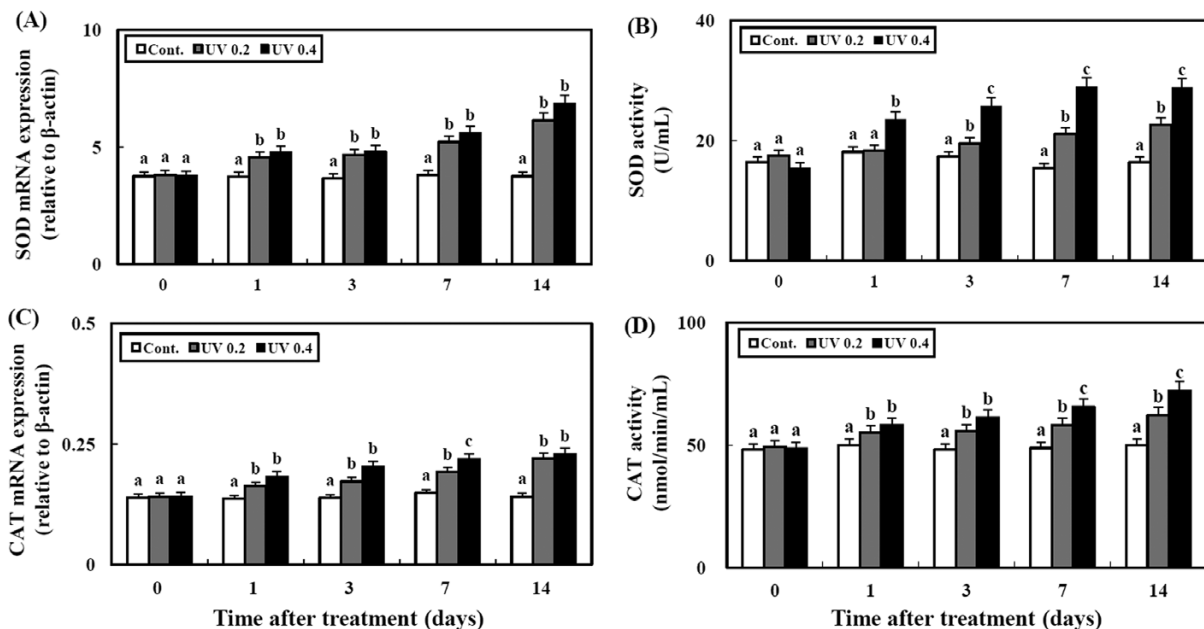 (A)
SOD mRNA expression
(relative to β-actin)
10
5
0
Cont. UV 0.2 UV 0.4
a a a a b b a b b a b b a b b
0 1 3 7 14
(B)
SOD activity
(U/mL)
40
20
0
Cont. UV 0.2 UV 0.4
a a a a a b a b c a b c a b c
0 1 3 7 14
(C)
CAT mRNA expression
(relative to β-actin)
0.5
0.25
0
Cont. UV 0.2 UV 0.4
a a a a b b a b b a b c a b b
0 1 3 7 14
Time after treatment (days)
(D)
CAT activity
(nmol/min/mL)
100
50
0
Cont. UV 0.2 UV 0.4
a a a a b b a b b a b c a b c
0 1 3 7 14
Time after treatment (days)